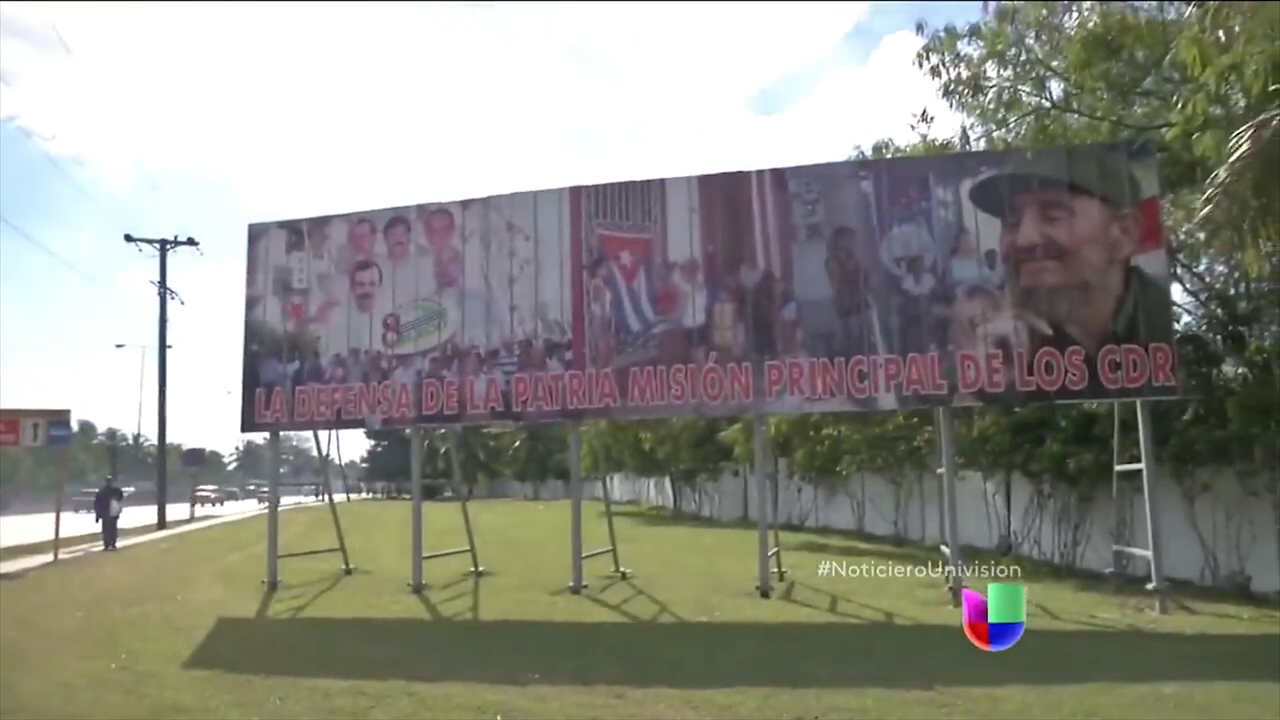 LA DEFENSA DE LA PATRIA MISIÓN PRINCIPAL DE LOS CDR
#NoticieroUnivision